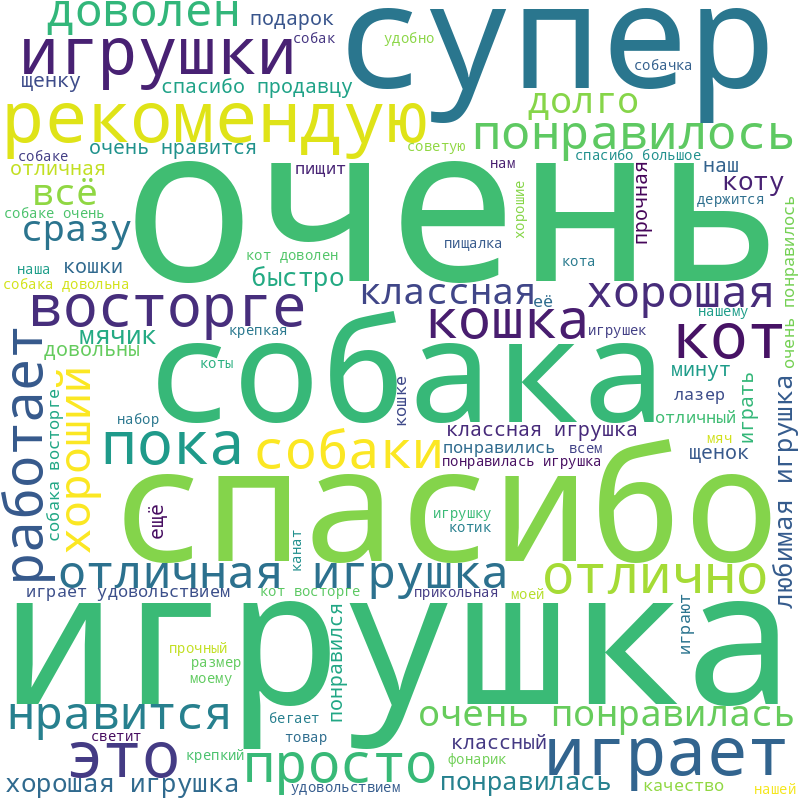 доволен
подарок
супер
игрушки
собак
удобно
собачка
щенку
спасибо продавцу
рекомендую
долго
очень нравится
советую
понравилось
собаке
спасибо большое
отличная
пищит
нам
наш
коту
очень
всё
хорошие
прочная
держится
собаке очень
сразу
пищалка
кот доволен
кота
наша
кошки
быстро
собака довольна
классная
её
хорошая
очень понравилось
восторге
нашему
мячик
крепкая
кошка
игрушек
кот
довольны
собака
коты
минут
работает
хороший
кошке
лазер
играть
любимая игрушка
набор
отличный
собака восторге
пока
собаки
классная игрушка
мяч
понравились
всем
щенок
понравилась игрушка
спасибо
ещё
игрушку
котик
канат
отличная игрушка
отлично
играет удовольствием
кот восторге
прикольная
моей
игрушка
понравился
играют
прочный
размер
моему
нравится
бегает
очень понравилась
светит
товар
это
классный
играет
крепкий
просто
фонарик
хорошая игрушка
удовольствием
понравилась
качество
нашей